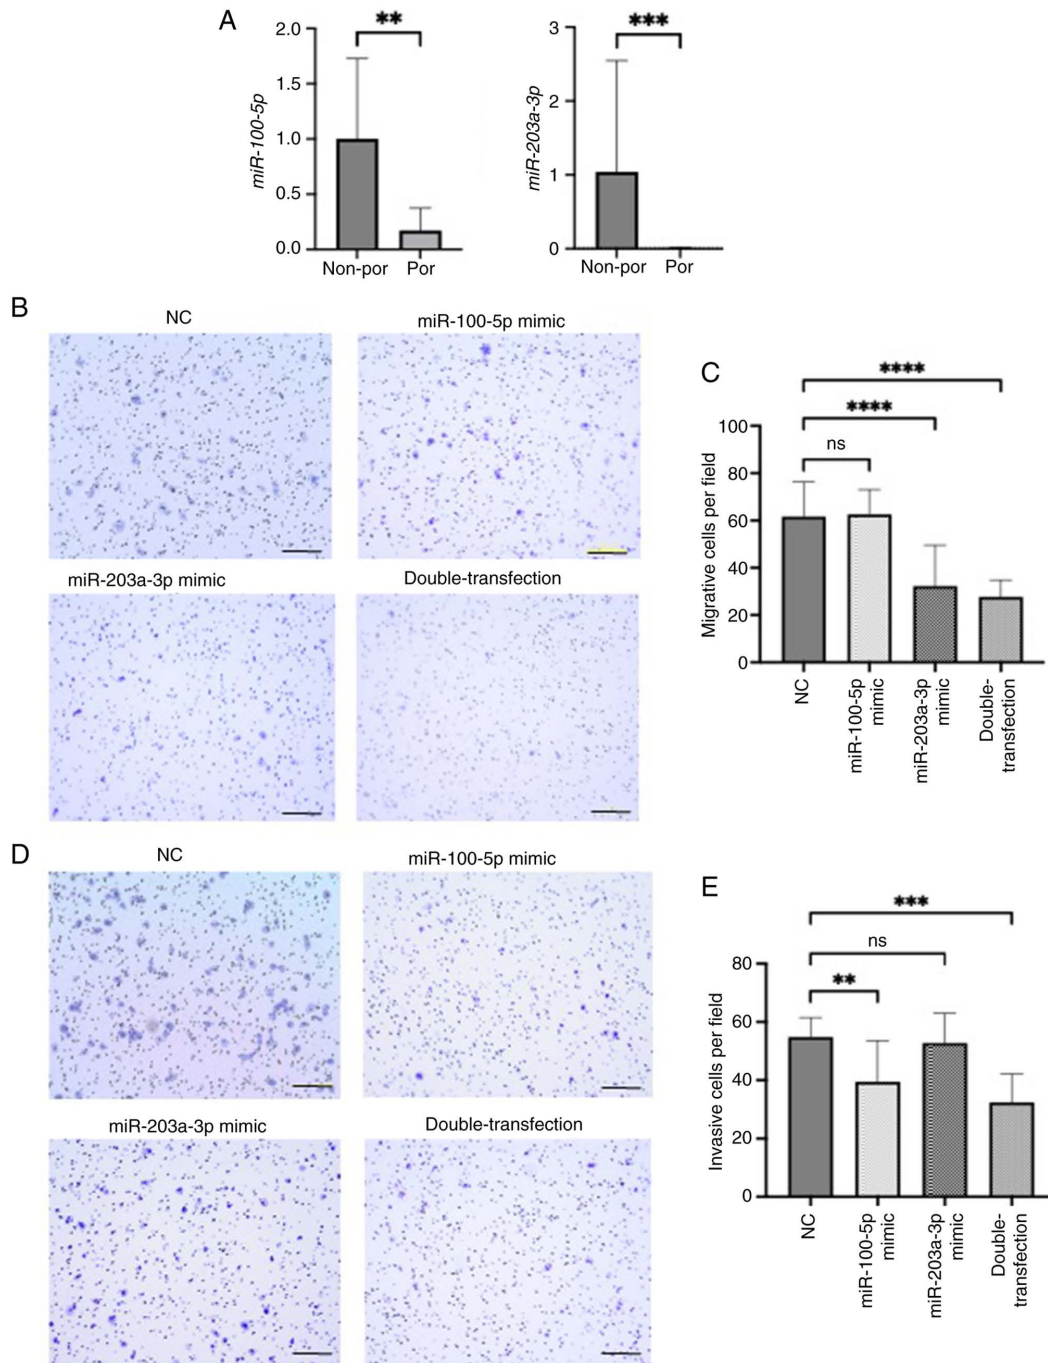 A
**
2.0
1.5
1.0
0.5
0.0
miR-100-5p
Non-por
Por
***
3
2
1
0
miR-203a-3p
Non-por
Por
B
NC
miR-100-5p mimic
miR-203a-3p mimic
Double-transfection
C
****
****
ns
100
80
60
40
20
0
Migrative cells per field
NC
miR-100-5p
mimic
miR-203a-3p
mimic
Double-
transfection
D
NC
miR-100-5p mimic
miR-203a-3p mimic
Double-transfection
E
***
ns
**
80
60
40
20
0
Invasive cells per field
NC
miR-100-5p
mimic
miR-203a-3p
mimic
Double-
transfection